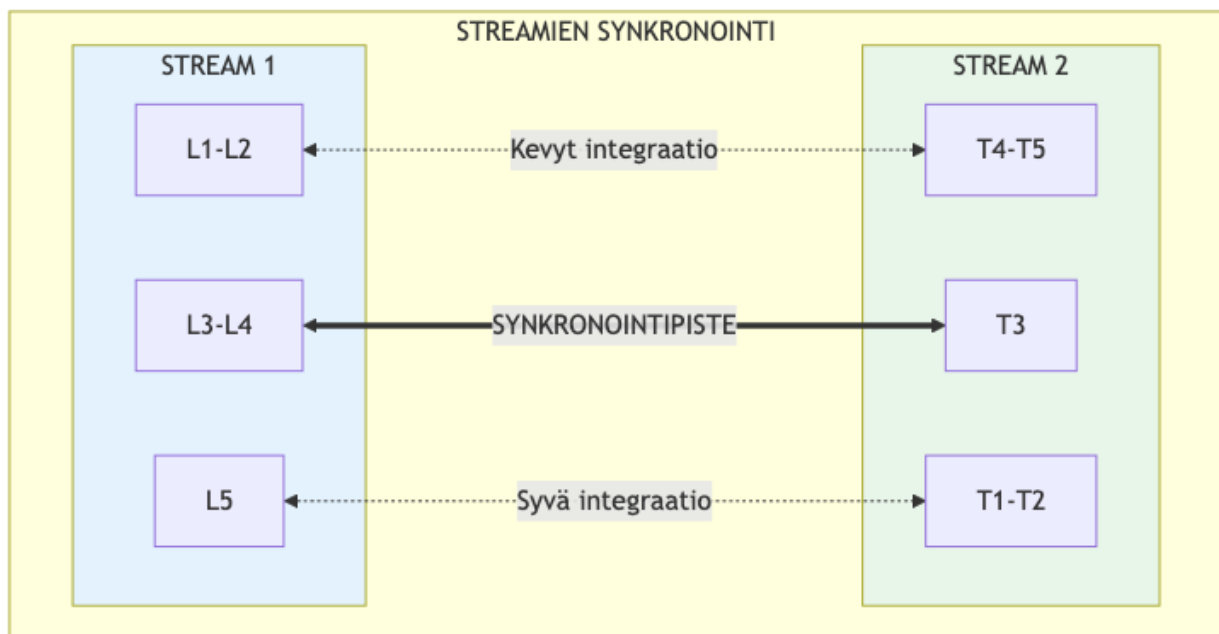 STREAMIEN SYNKRONOINTI
STREAM 1
STREAM 2
L1-L2
Kevyt integraatio
T4-T5
L3-L4
SYNKRONOINTIPISTE
T3
L5
Syvä integraatio
T1-T2